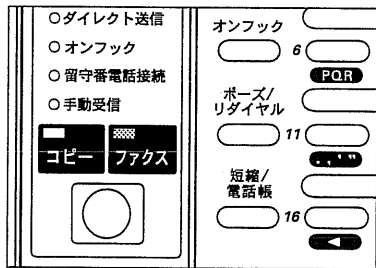 ○ダイレクト送信
○オンフック
○留守番電話接続
○手動受信
コピー ファクス
オンフック
6
PQR
ポーズ/
リダイヤル
11
. , ' "
短縮/
電話帳
16
◀